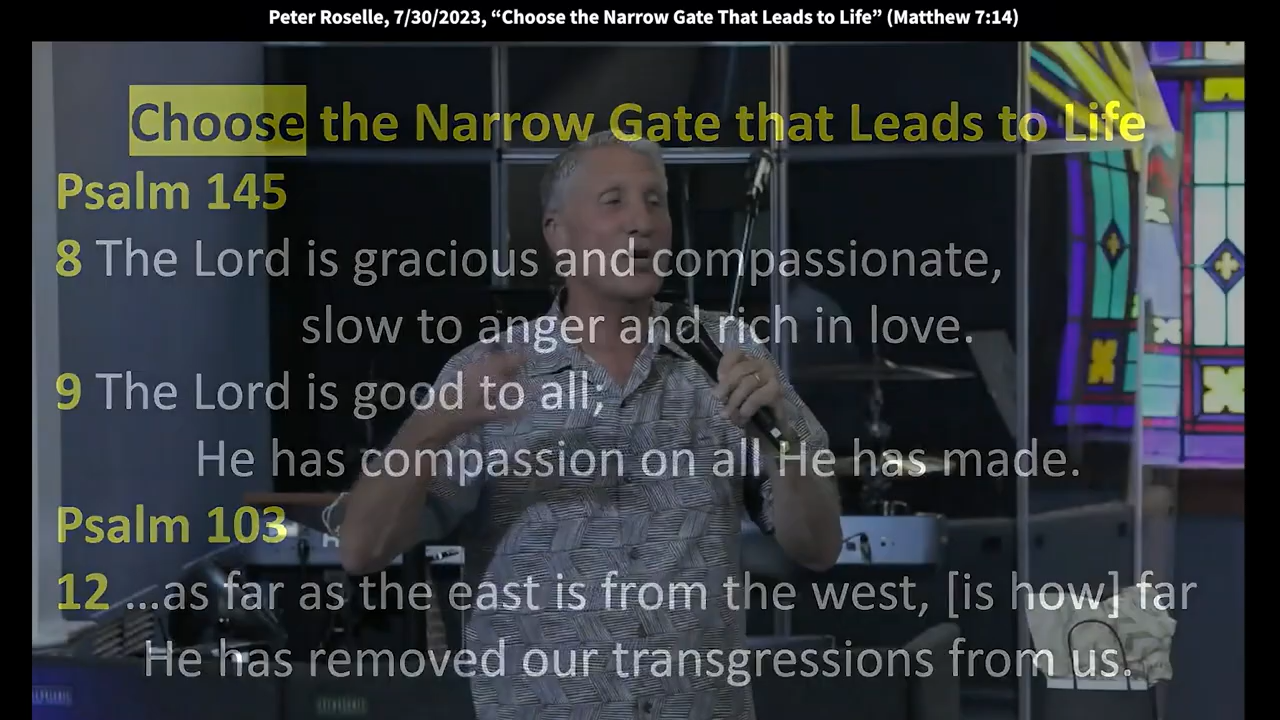 Peter Roselle, 7/30/2023, “Choose the Narrow Gate That Leads to Life” (Matthew 7:14)
Choose the Narrow Gate that Leads to Life
Psalm 145
8 The Lord is gracious and compassionate,
slow to anger and rich in love.
9 The Lord is good to all;
He has compassion on all He has made.
Psalm 103
12 ...as far as the east is from the west, [is how] far
He has removed our transgressions from us.